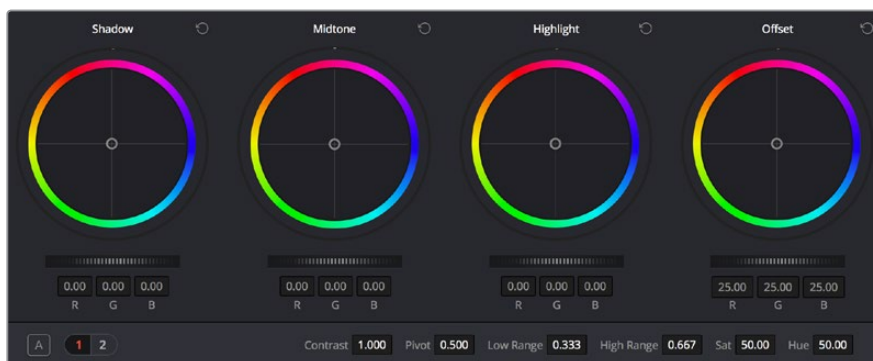 Shadow Midtone Highlight Offset
0.00 0.00 0.00 0.00 0.00 0.00 0.00 0.00 0.00 25.00 25.00 25.00
R G B R G B R G B R G B
A 1 2 Contrast 1.000 Pivot 0.500 Low Range 0.333 High Range 0.667 Sat 50.00 Hue 50.00